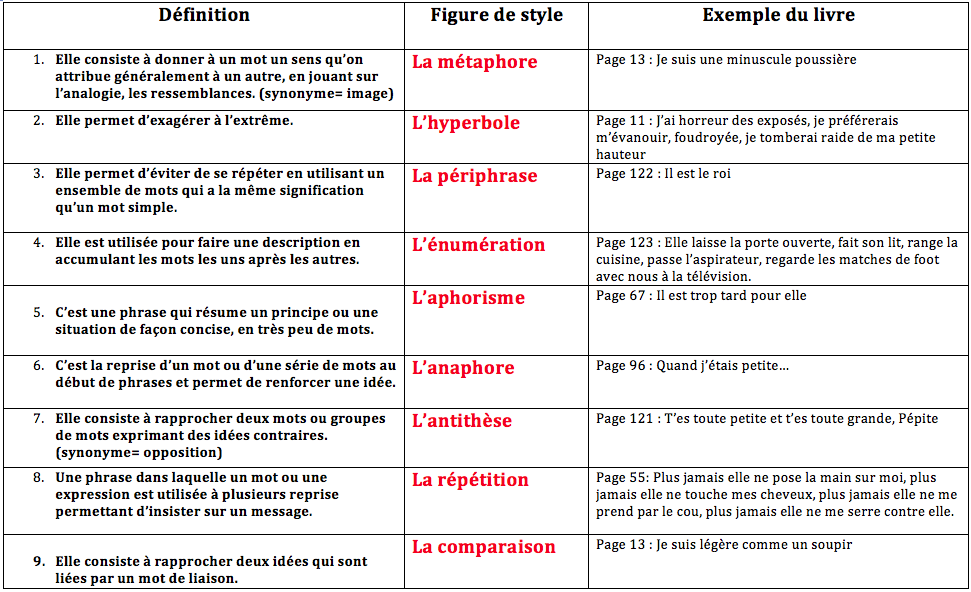 Définition
Figure de style
Exemple du livre
1. Elle consiste à donner à un mot un sens qu’on
attribue généralement à un autre, en jouant sur
l’analogie, les ressemblances. (synonyme= image)
La métaphore
Page 13 : Je suis une minuscule poussière
2. Elle permet d’exagérer à l’extrême.
L’hyperbole
Page 11 : J’ai horreur des exposés, je préférerais
m’évanouir, foudroyée, je tomberai raide de ma petite
hauteur
3. Elle permet d’éviter de se répéter en utilisant un
ensemble de mots qui a la même signification
qu’un mot simple.
La périphrase
Page 122 : Il est le roi
4. Elle est utilisée pour faire une description en
accumulant les mots les uns après les autres.
L’énumération
Page 123 : Elle laisse la porte ouverte, fait son lit, range la
cuisine, passe l’aspirateur, regarde les matches de foot
avec nous à la télévision.
5. C’est une phrase qui résume un principe ou une
situation de façon concise, en très peu de mots.
L’aphorisme
Page 67 : Il est trop tard pour elle
6. C’est la reprise d’un mot ou d’une série de mots au
début de phrases et permet de renforcer une idée.
L’anaphore
Page 96 : Quand j’étais petite…
7. Elle consiste à rapprocher deux mots ou groupes
de mots exprimant des idées contraires.
(synonyme= opposition)
L’antithèse
Page 121 : T’es toute petite et t’es toute grande, Pépite
8. Une phrase dans laquelle un mot ou une
expression est utilisée à plusieurs reprise
permettant d’insister sur un message.
La répétition
Page 55: Plus jamais elle ne pose la main sur moi, plus
jamais elle ne touche mes cheveux, plus jamais elle ne me
prend par le cou, plus jamais elle ne me serre contre elle.
9. Elle consiste à rapprocher deux idées qui sont
liées par un mot de liaison.
La comparaison
Page 13 : Je suis légère comme un soupir